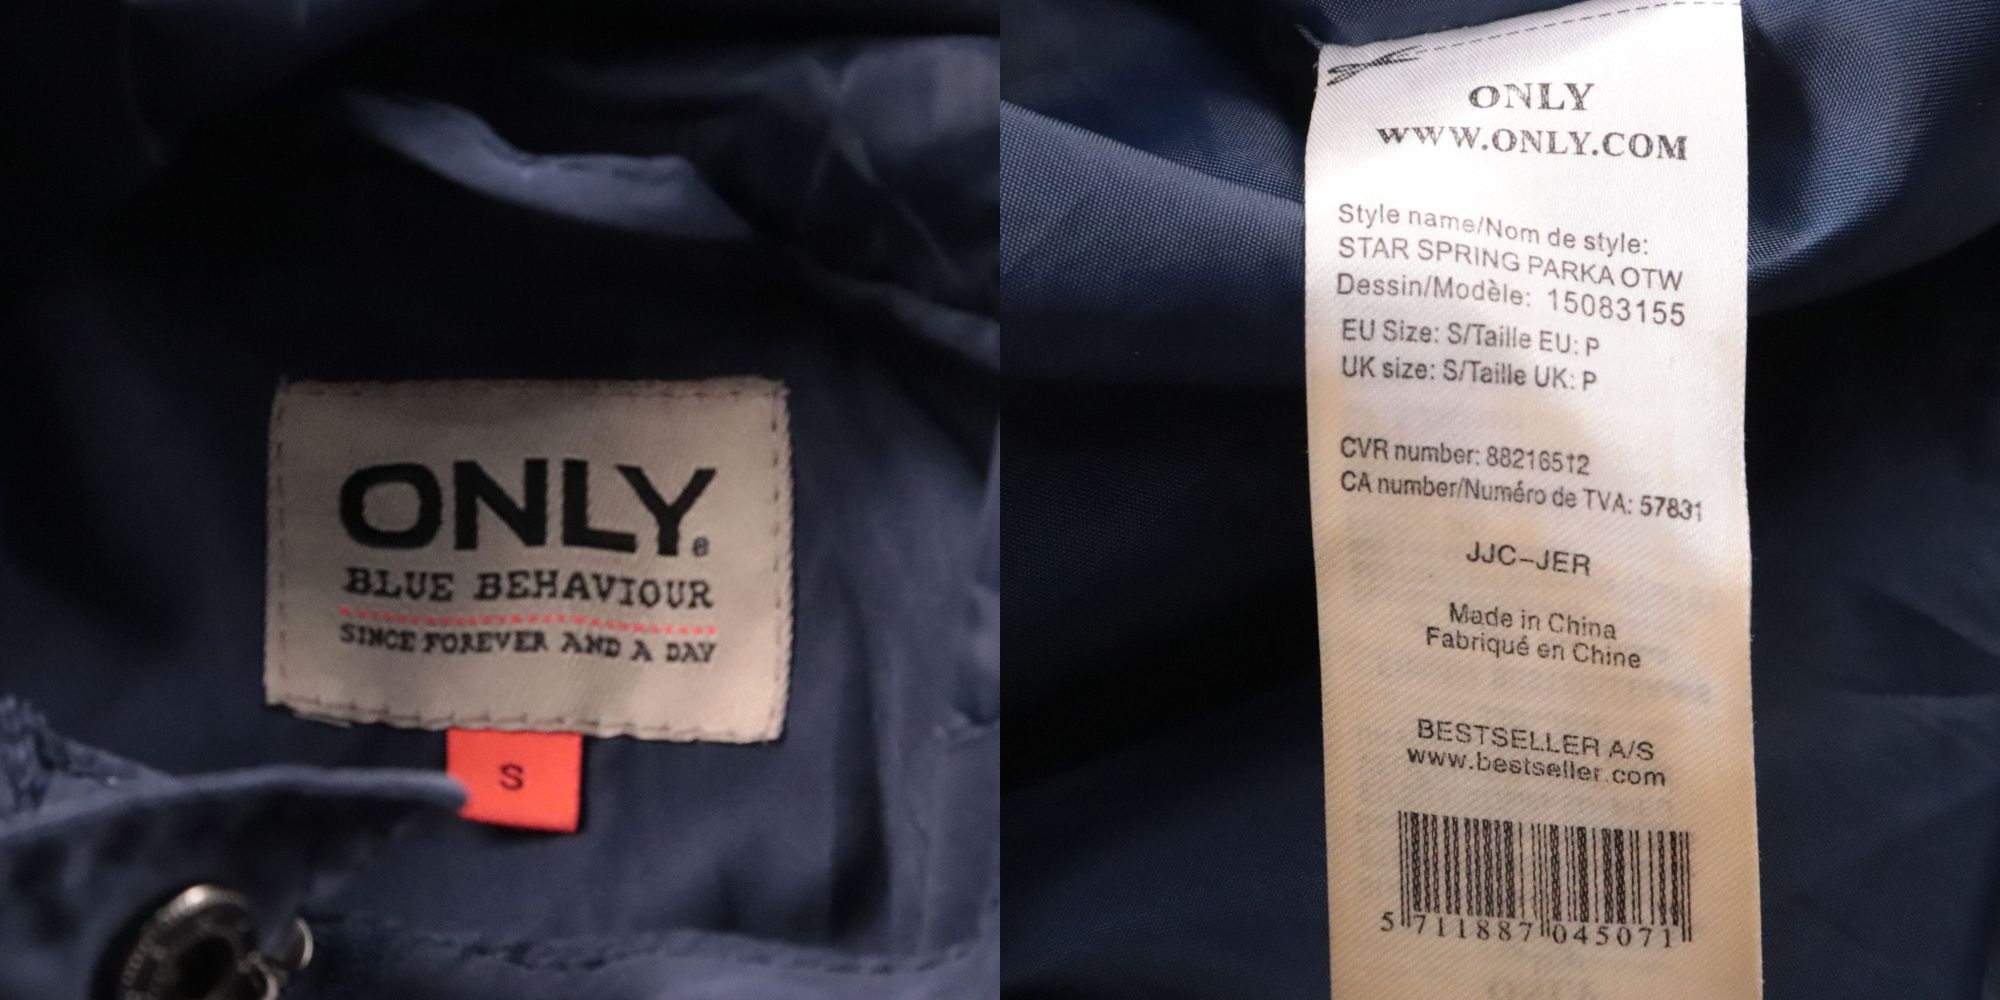 ONLY®
BLUE BEHAVIOUR
SINCE FOREVER AND A DAY
S
ONLY
WWW.ONLY.COM
Style name/Nom de style:
STAR SPRING PARKA OTW
Dessin/Modèle: 15083155
EU Size: S/Taille EU: P
UK size: S/Taille UK: P
CVR number: 88216512
CA number/Numéro de TVA: 57831
JJC-JER
Made in China
Fabriqué en Chine
BESTSELLER A/S
www.bestseller.com
5 711887 045071